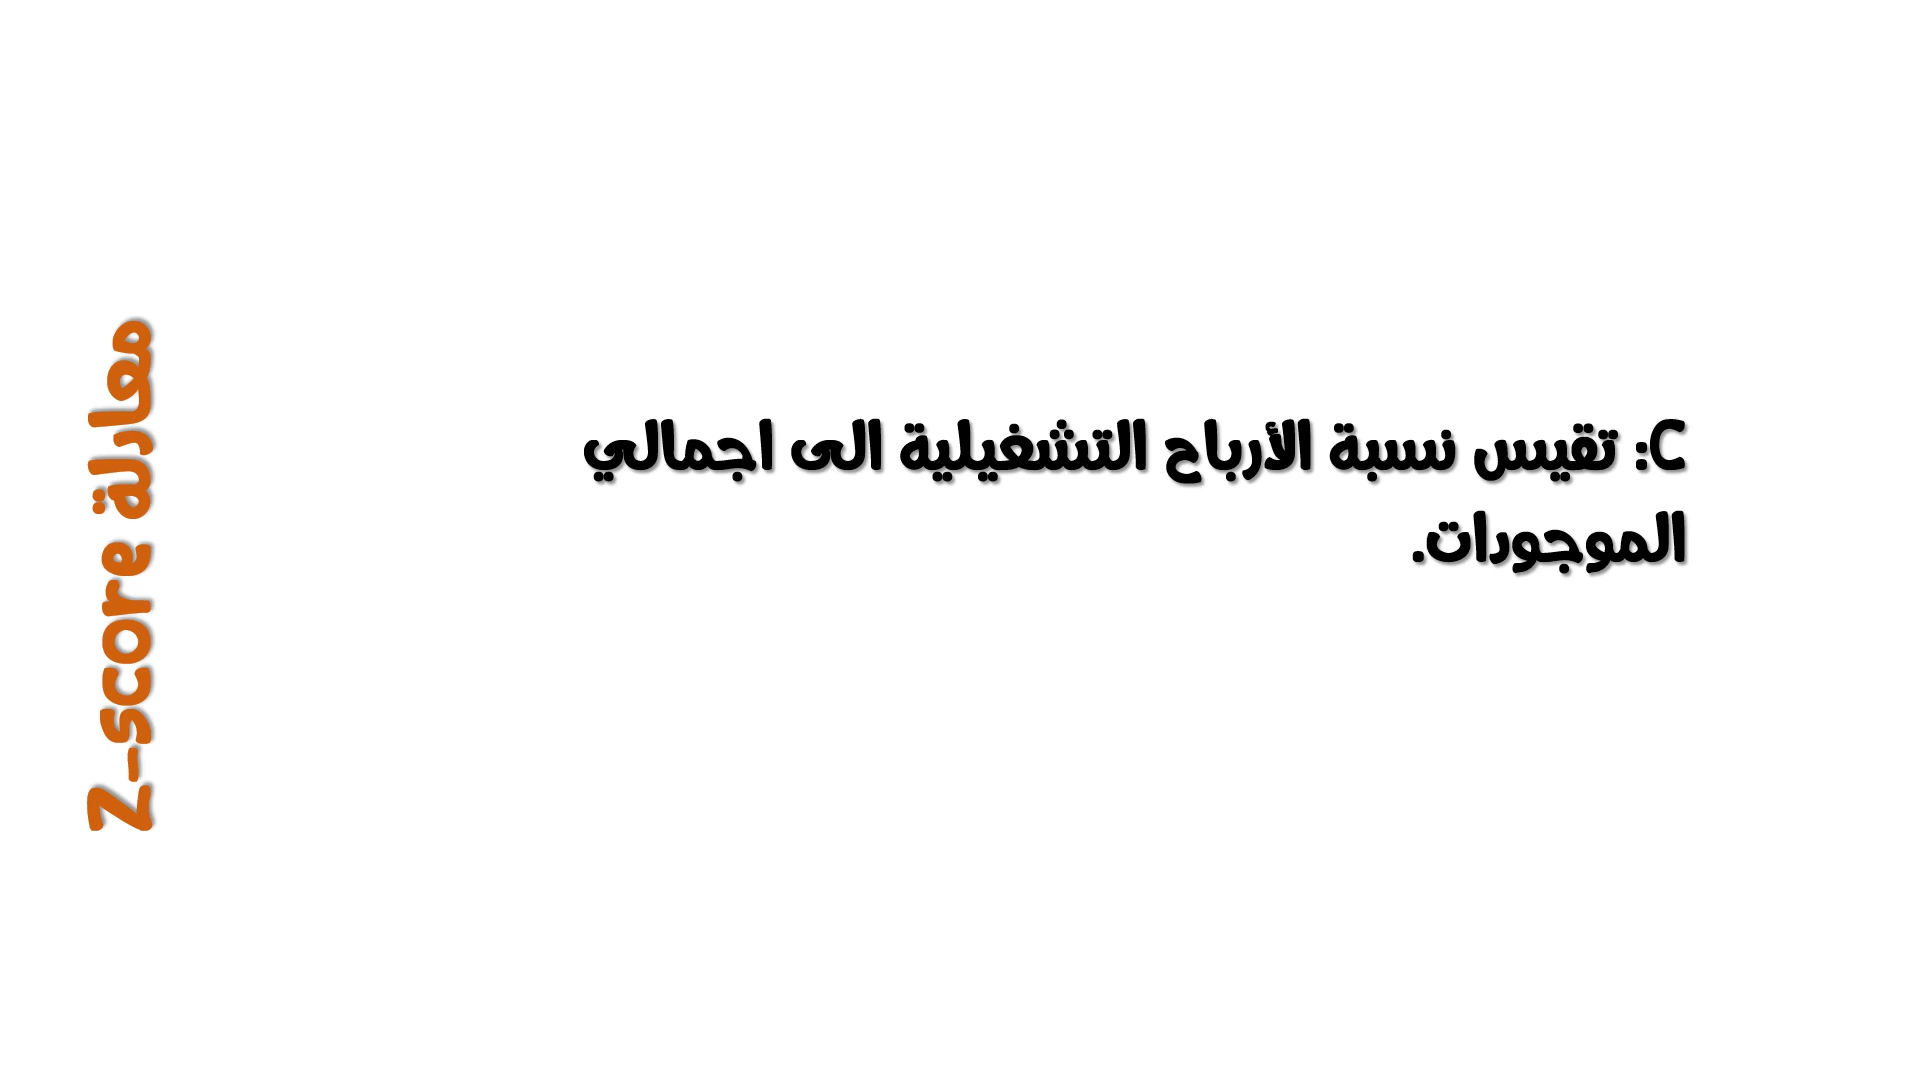 معادلة Z-score
C: تقيس نسبة الأرباح التشغيلية الى اجمالي
الموجودات.